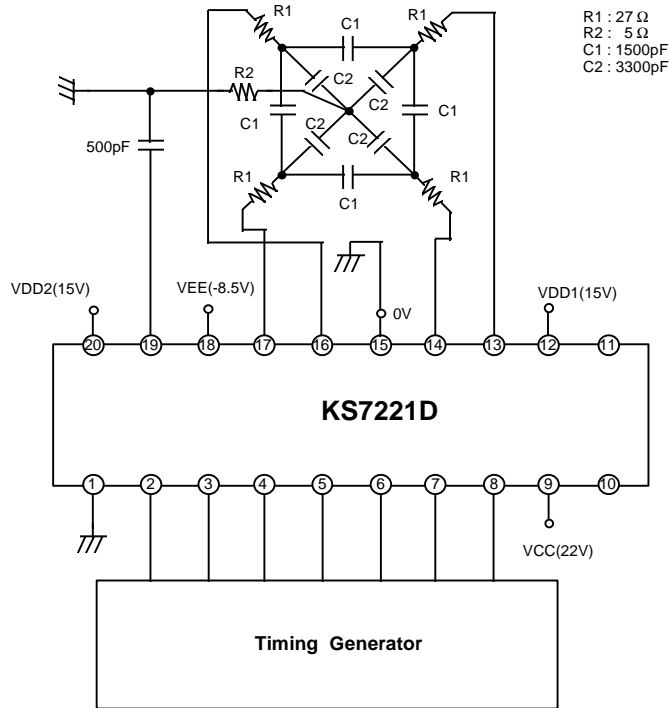 R1
C1
R1
R1 : 27 Ω
R2 : 5 Ω
C1 : 1500pF
C2 : 3300pF
R2
C2
C2
C1
C1
C2
C2
500pF
R1
C1
R1
VDD2(15V)
VEE(-8.5V)
0V
VDD1(15V)
20
19
18
17
16
15
14
13
12
11
KS7221D
1
2
3
4
5
6
7
8
9
10
VCC(22V)
Timing Generator